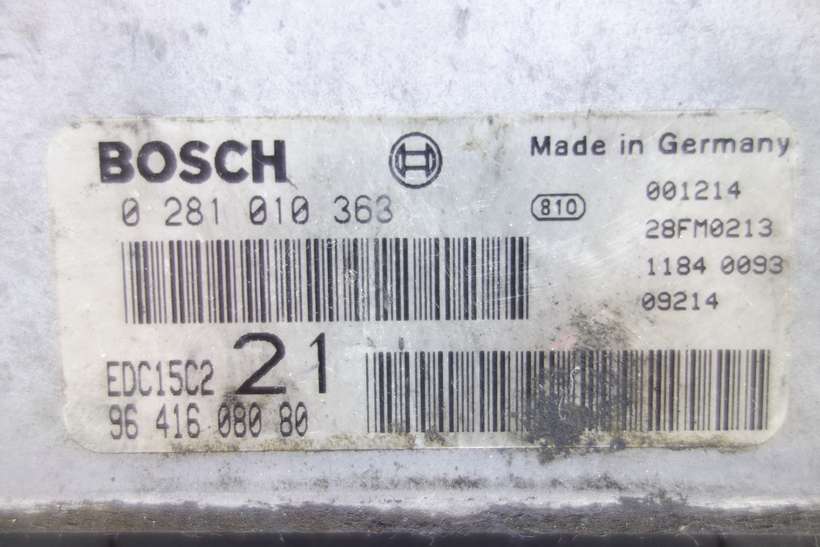 BOSCH
Made in Germany
0 281 010 363
810
001214
28FM0213
1184 0093
09214
EDC15C2 21
96 416 080 80